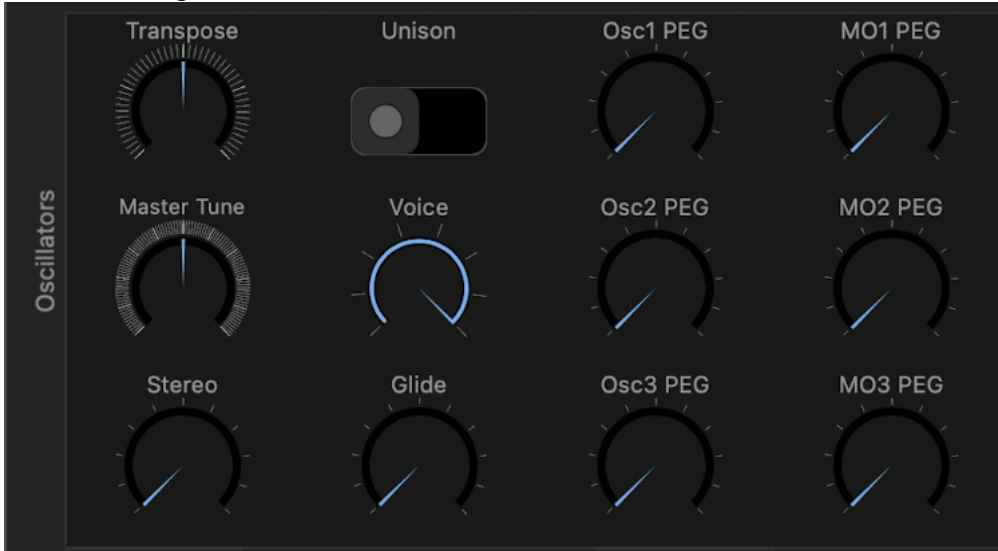 Transpose Unison Osc1 PEG MO1 PEG
Master Tune Voice Osc2 PEG MO2 PEG
Stereo Glide Osc3 PEG MO3 PEG
Oscillators